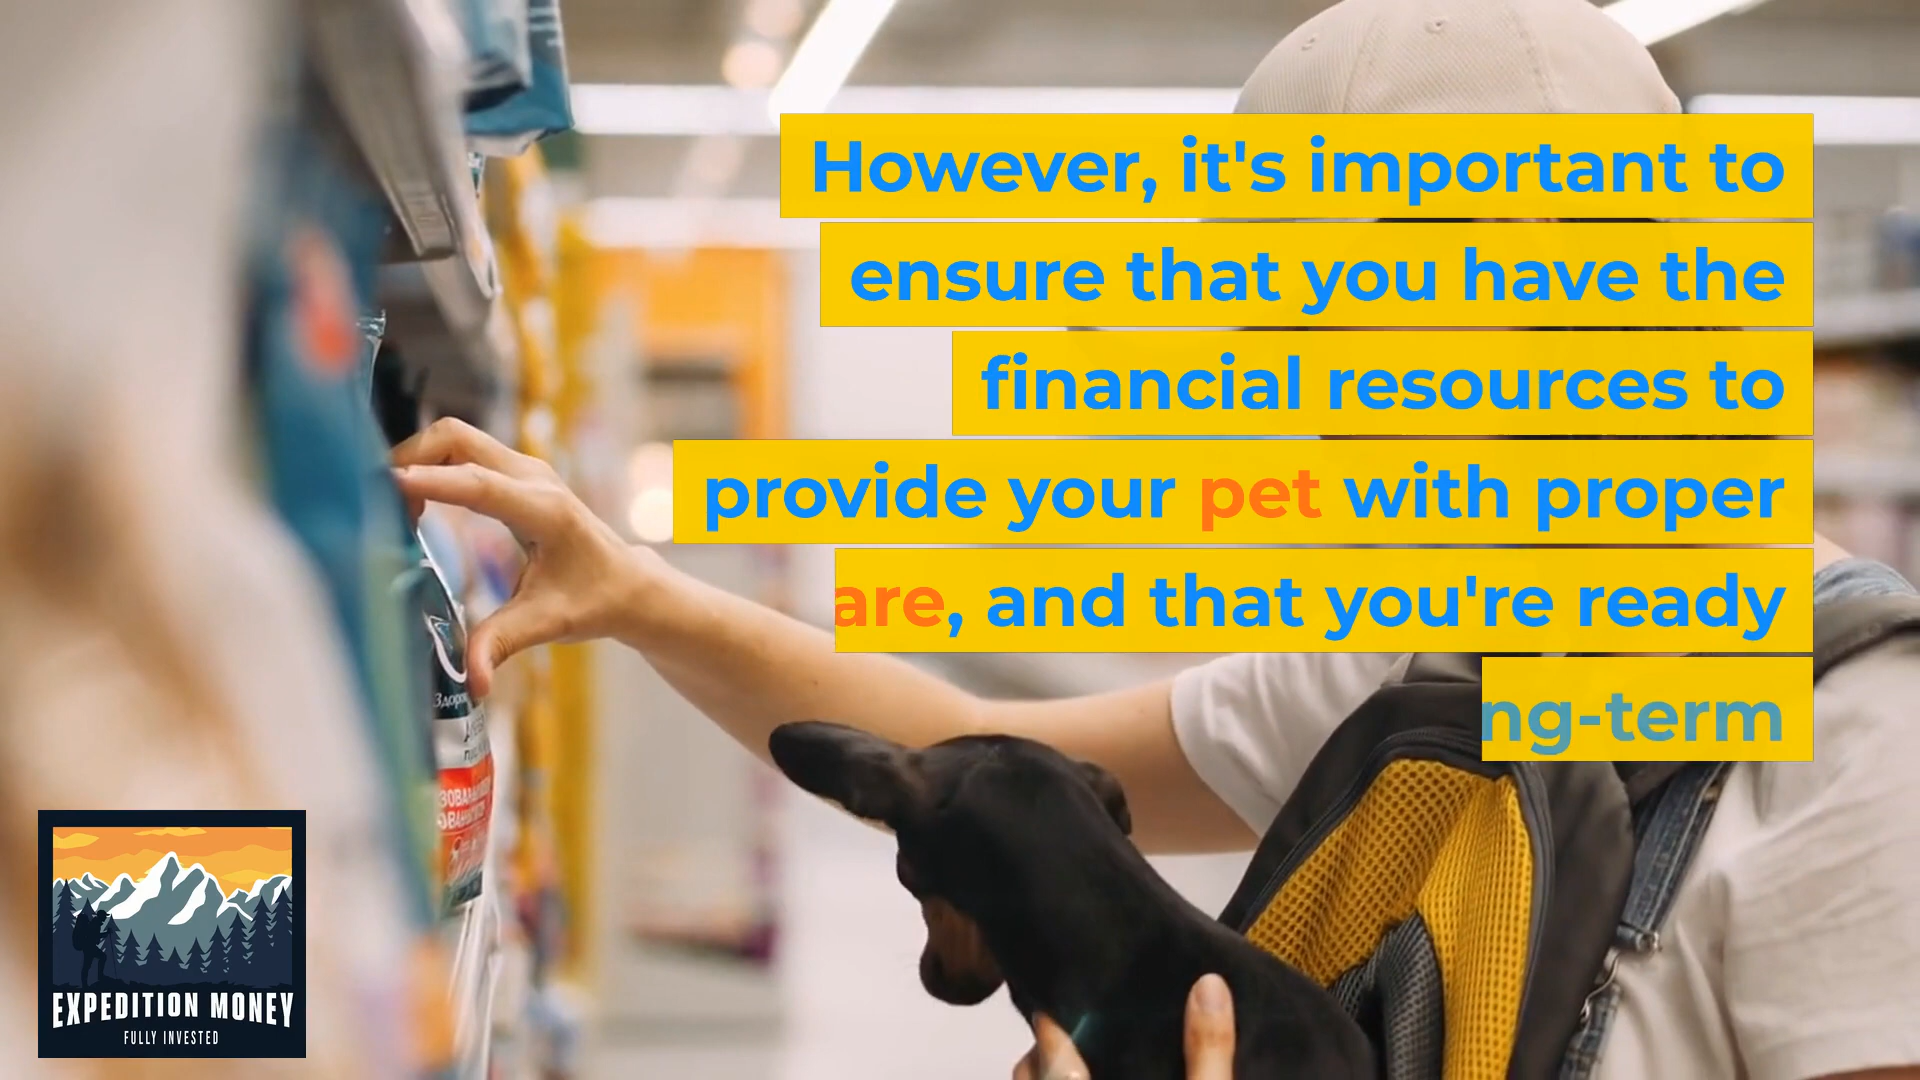 However, it's important to
ensure that you have the
financial resources to
provide your pet with proper
are, and that you're ready
ng-term
EXPEDITION MONEY
FULLY INVESTED